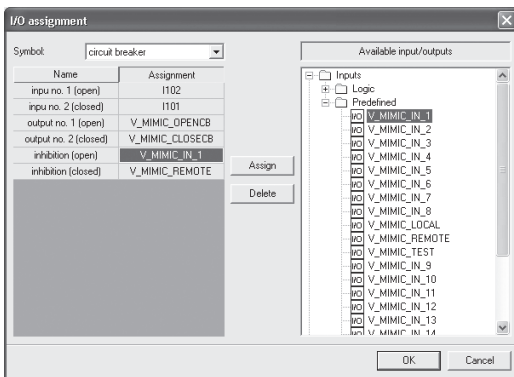 I/O assignment
Symbol: circuit breaker
Available input/outputs
Name Assignment
inpu no. 1 (open) I102
inpu no. 2 (closed) I101
output no. 1 (open) V_MIMIC_OPENCB
output no. 2 (closed) V_MIMIC_CLOSECB
inhibition (open) V_MIMIC_IN_1
inhibition (closed) V_MIMIC_REMOTE
Assign
Delete
Inputs
Logic
Predefined
I/O V_MIMIC_IN_1
I/O V_MIMIC_IN_2
I/O V_MIMIC_IN_3
I/O V_MIMIC_IN_4
I/O V_MIMIC_IN_5
I/O V_MIMIC_IN_6
I/O V_MIMIC_IN_7
I/O V_MIMIC_IN_8
I/O V_MIMIC_LOCAL
I/O V_MIMIC_REMOTE
I/O V_MIMIC_TEST
I/O V_MIMIC_IN_9
I/O V_MIMIC_IN_10
I/O V_MIMIC_IN_11
I/O V_MIMIC_IN_12
I/O V_MIMIC_IN_13
I/O V_MIMIC_IN_14
OK Cancel